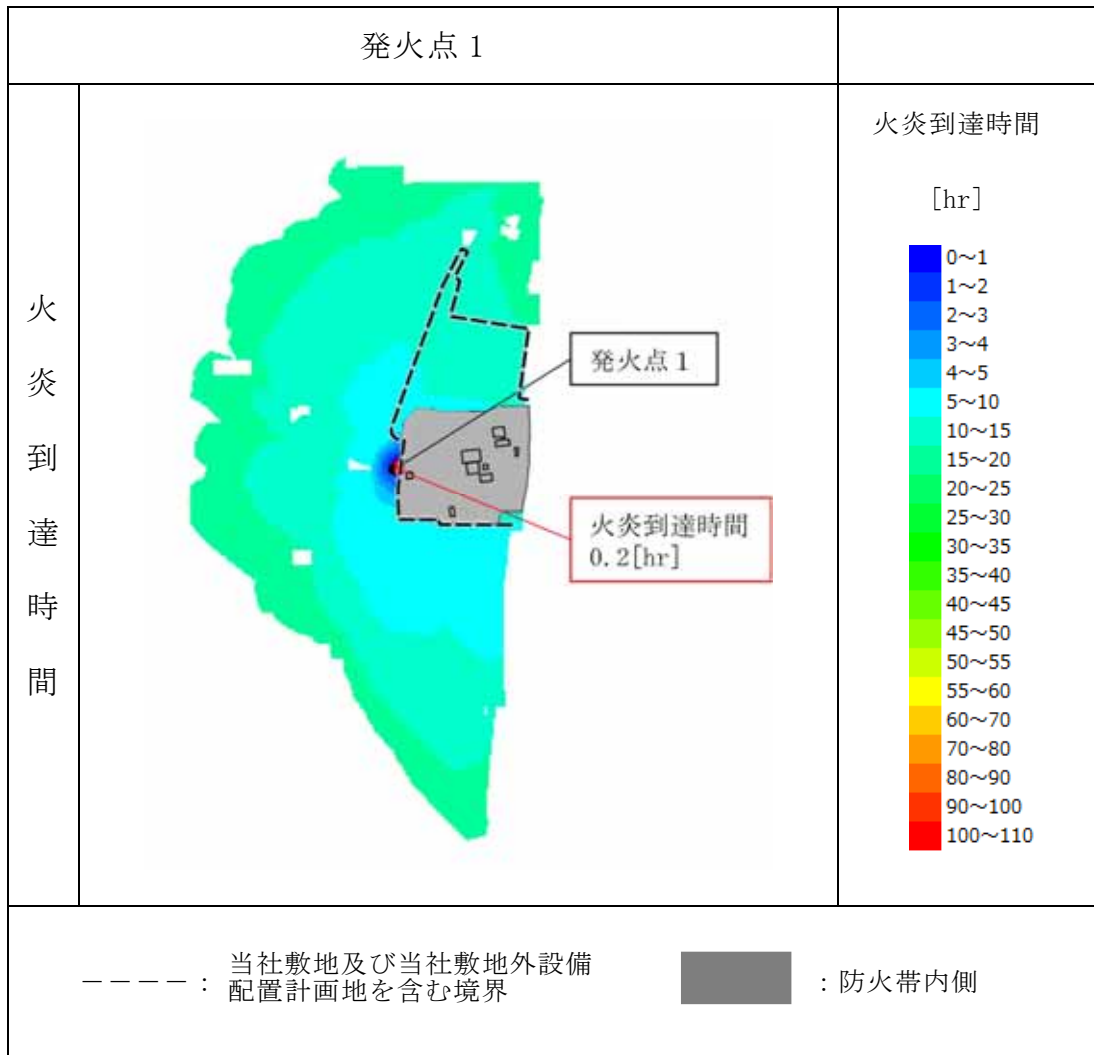 発火点 1
火炎到達時間
発火点 1
火炎到達時間
0.2[hr]
火炎到達時間
[hr]
0～1
1～2
2～3
3～4
4～5
5～10
10～15
15～20
20～25
25～30
30～35
35～40
40～45
45～50
50～55
55～60
60～70
70～80
80～90
90～100
100～110
－－－－： 当社敷地及び当社敷地外設備
配置計画地を含む境界
：防火帯内側